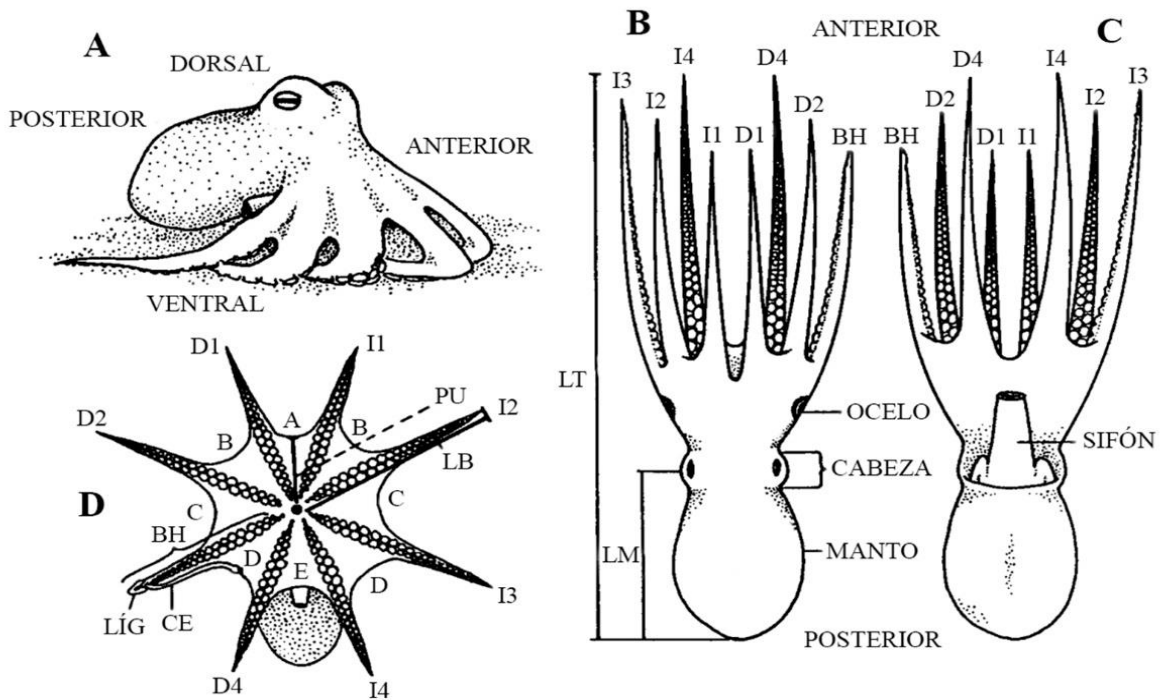 A
DORSAL
POSTERIOR
ANTERIOR
VENTRAL
B
ANTERIOR
C
I3
I2
I4
I1
D1
D4
D2
BH
BH
D2
D4
D1
I1
I4
I2
I3
LT
OCELO
SIFÓN
CABEZA
LM
MANTO
POSTERIOR
D
D1
I1
PU
I2
D2
B
A
B
LB
C
C
BH
D
E
D
I3
LÍG
CE
D4
I4